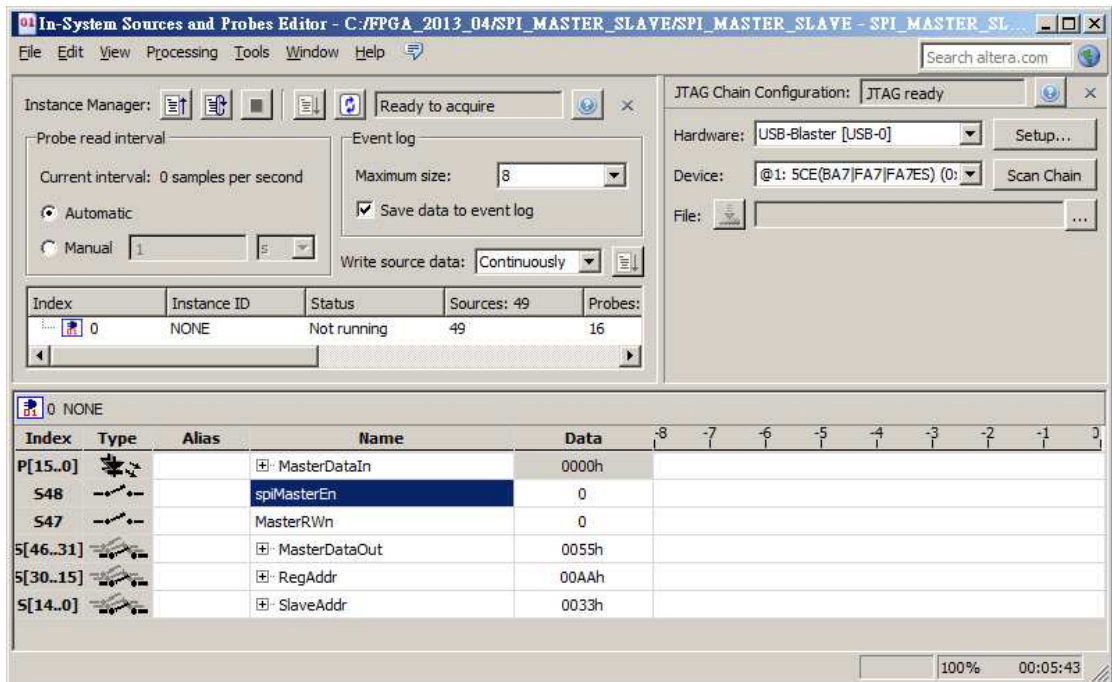 In-System Sources and Probes Editor - C:/FPGA_2013_04/SPI_MASTER_SLAVE/SPI_MASTER_SLAVE - SPI_MASTER_SL...
File Edit View Processing Tools Window Help
Search altera.com
Instance Manager: Ready to acquire
JTAG Chain Configuration: JTAG ready
Probe read interval
Event log
Hardware: USB-Blaster [USB-0] Setup...
Current interval: 0 samples per second
Maximum size: 8
Device: @1: 5CE(BA7|FA7|FA7ES) (0: Scan Chain
Automatic
Save data to event log
File: ...
Manual 1 s
Write source data: Continuously
Index Instance ID Status Sources: 49 Probes:
0 NONE Not running 49 16
0 NONE
Index Type Alias Name Data -8 -7 -6 -5 -4 -3 -2 -1 0
P[15..0] MasterDataIn 0000h
S48 spiMasterEn 0
S47 MasterRWn 0
S[46..31] MasterDataOut 0055h
S[30..15] RegAddr 00AAh
S[14..0] SlaveAddr 0033h
100% 00:05:43